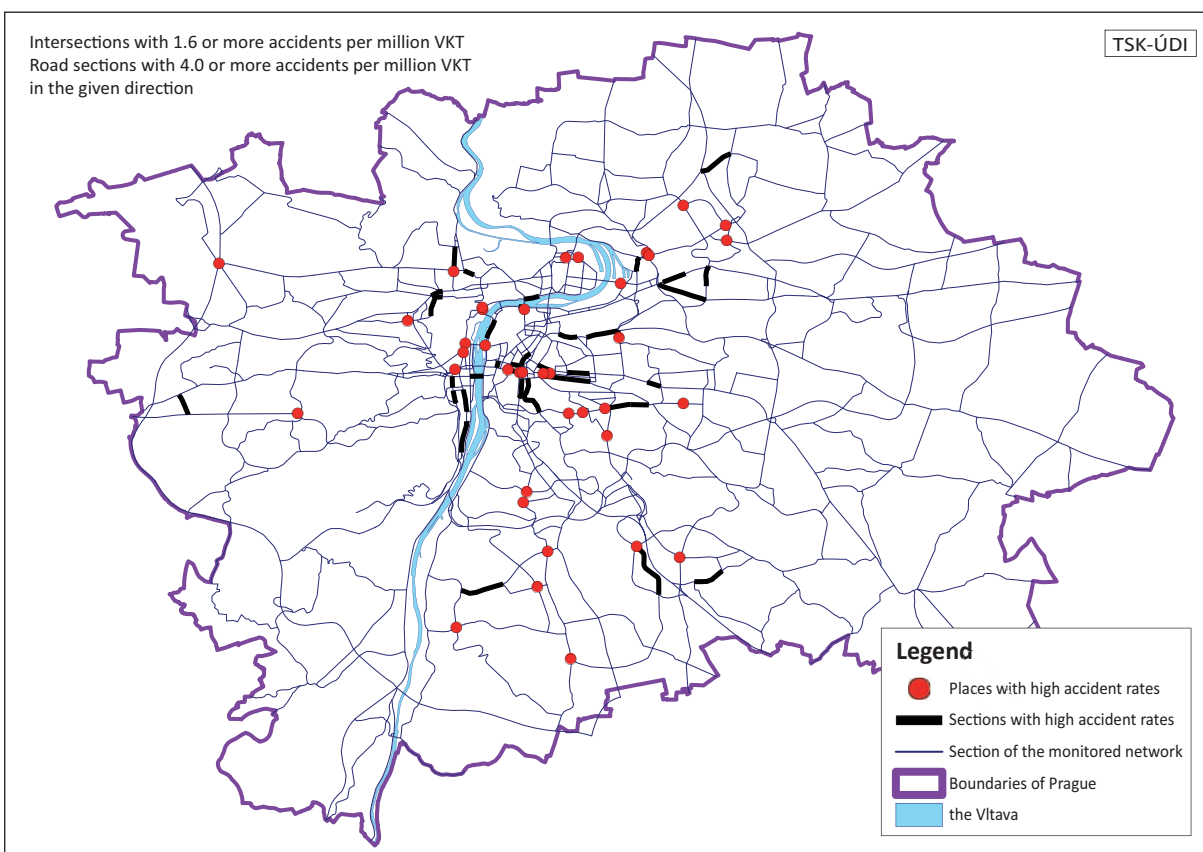 Intersections with 1.6 or more accidents per million VKT
Road sections with 4.0 or more accidents per million VKT
in the given direction
TSK-ÚDI
Legend
Places with high accident rates
Sections with high accident rates
Section of the monitored network
Boundaries of Prague
the Vltava